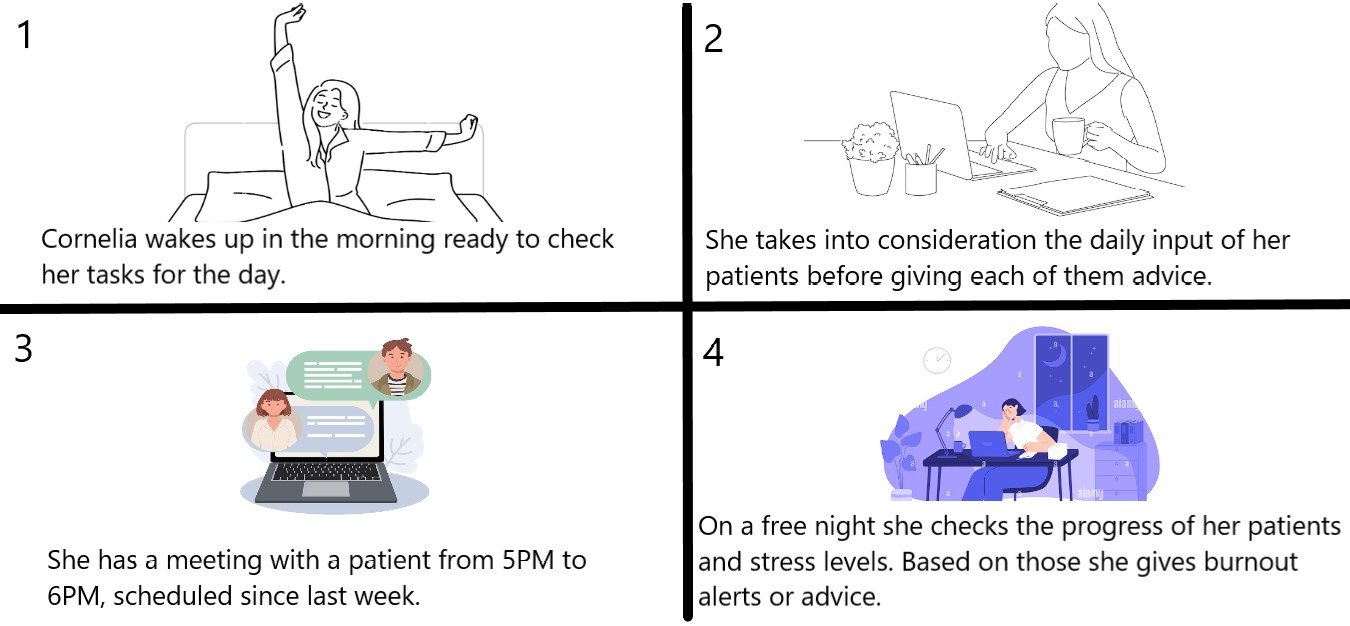 1
Cornelia wakes up in the morning ready to check
her tasks for the day.
2
She takes into consideration the daily input of her
patients before giving each of them advice.
3
She has a meeting with a patient from 5PM to
6PM, scheduled since last week.
4
a
a a
alamy a a. alamy
a a
a a a
a a alamy
On a free night she checks the progress of her patients
and stress levels. Based on those she gives burnout
alerts or advice.